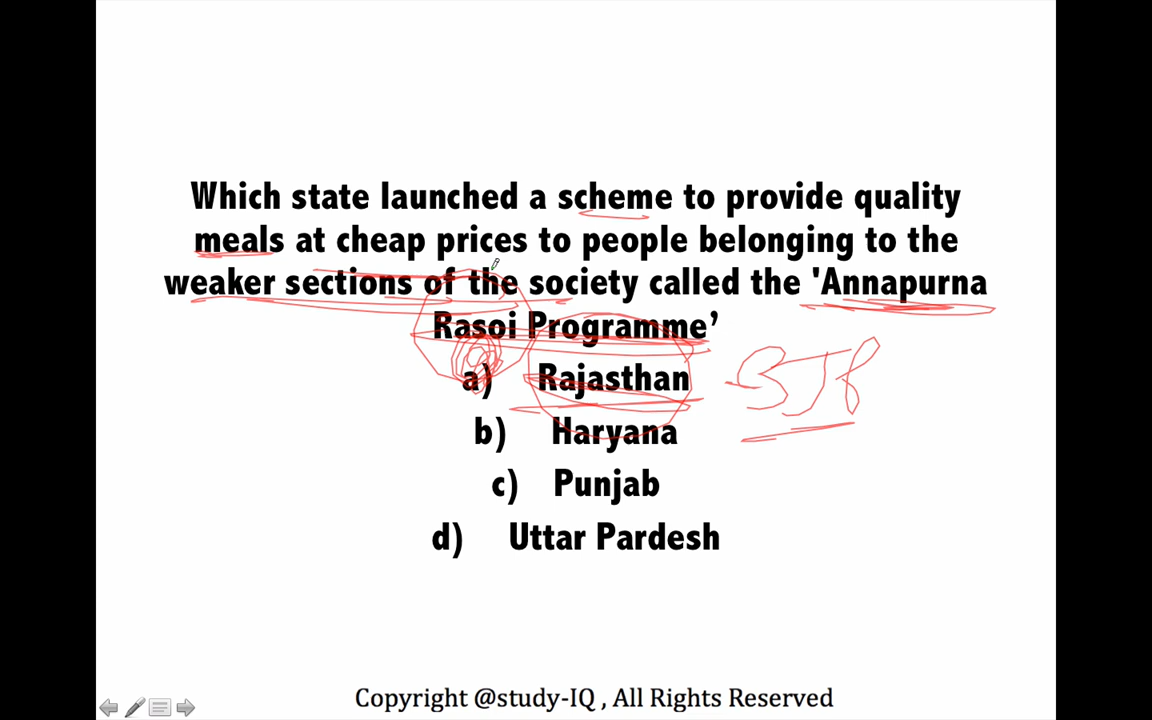 Which state launched a scheme to provide quality
meals at cheap prices to people belonging to the
weaker sections of the society called the 'Annapurna
Rasoi Programme’
a) Rajasthan
b) Haryana
c) Punjab
d) Uttar Pardesh
Copyright @study-IQ , All Rights Reserved